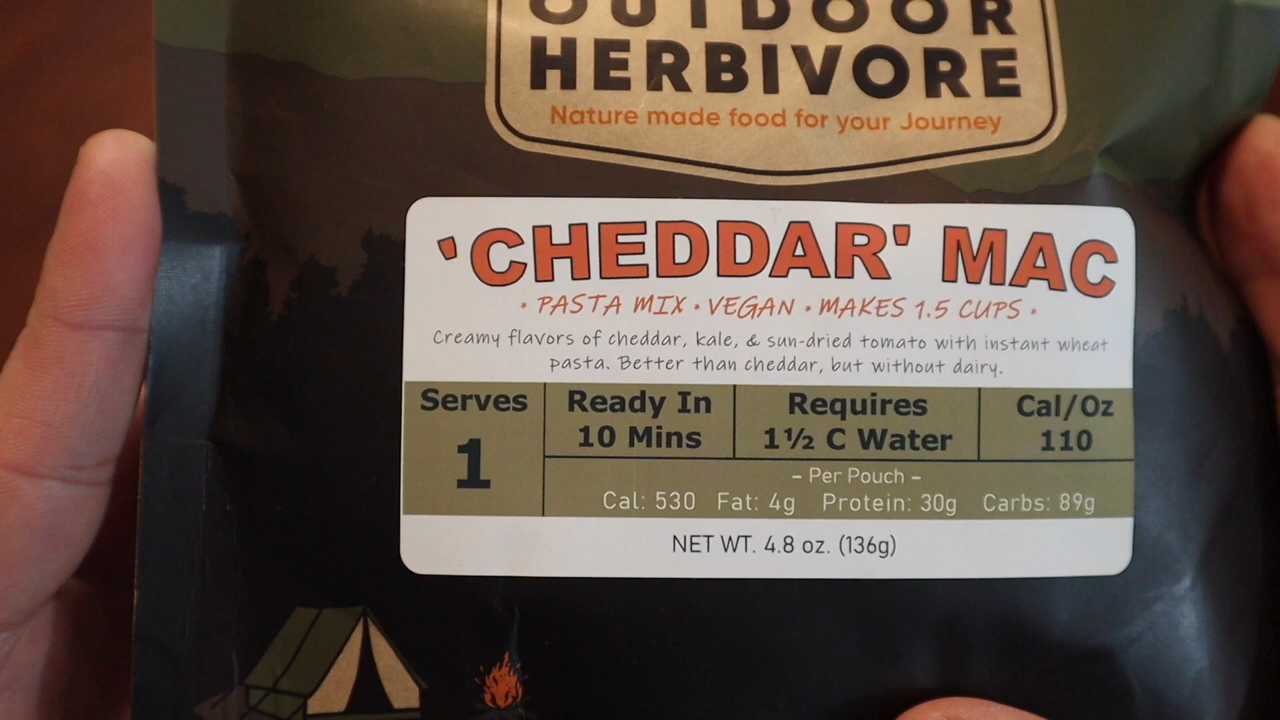 OUTDOOR
HERBIVORE
Nature made food for your Journey
'CHEDDAR' MAC
• PASTA MIX • VEGAN • MAKES 1.5 CUPS •
Creamy flavors of cheddar, kale, & sun-dried tomato with instant wheat
pasta. Better than cheddar, but without dairy.
Serves
1
Ready In
10 Mins
Requires
1½ C Water
Cal/Oz
110
– Per Pouch –
Cal: 530 Fat: 4g Protein: 30g Carbs: 89g
NET WT. 4.8 oz. (136g)